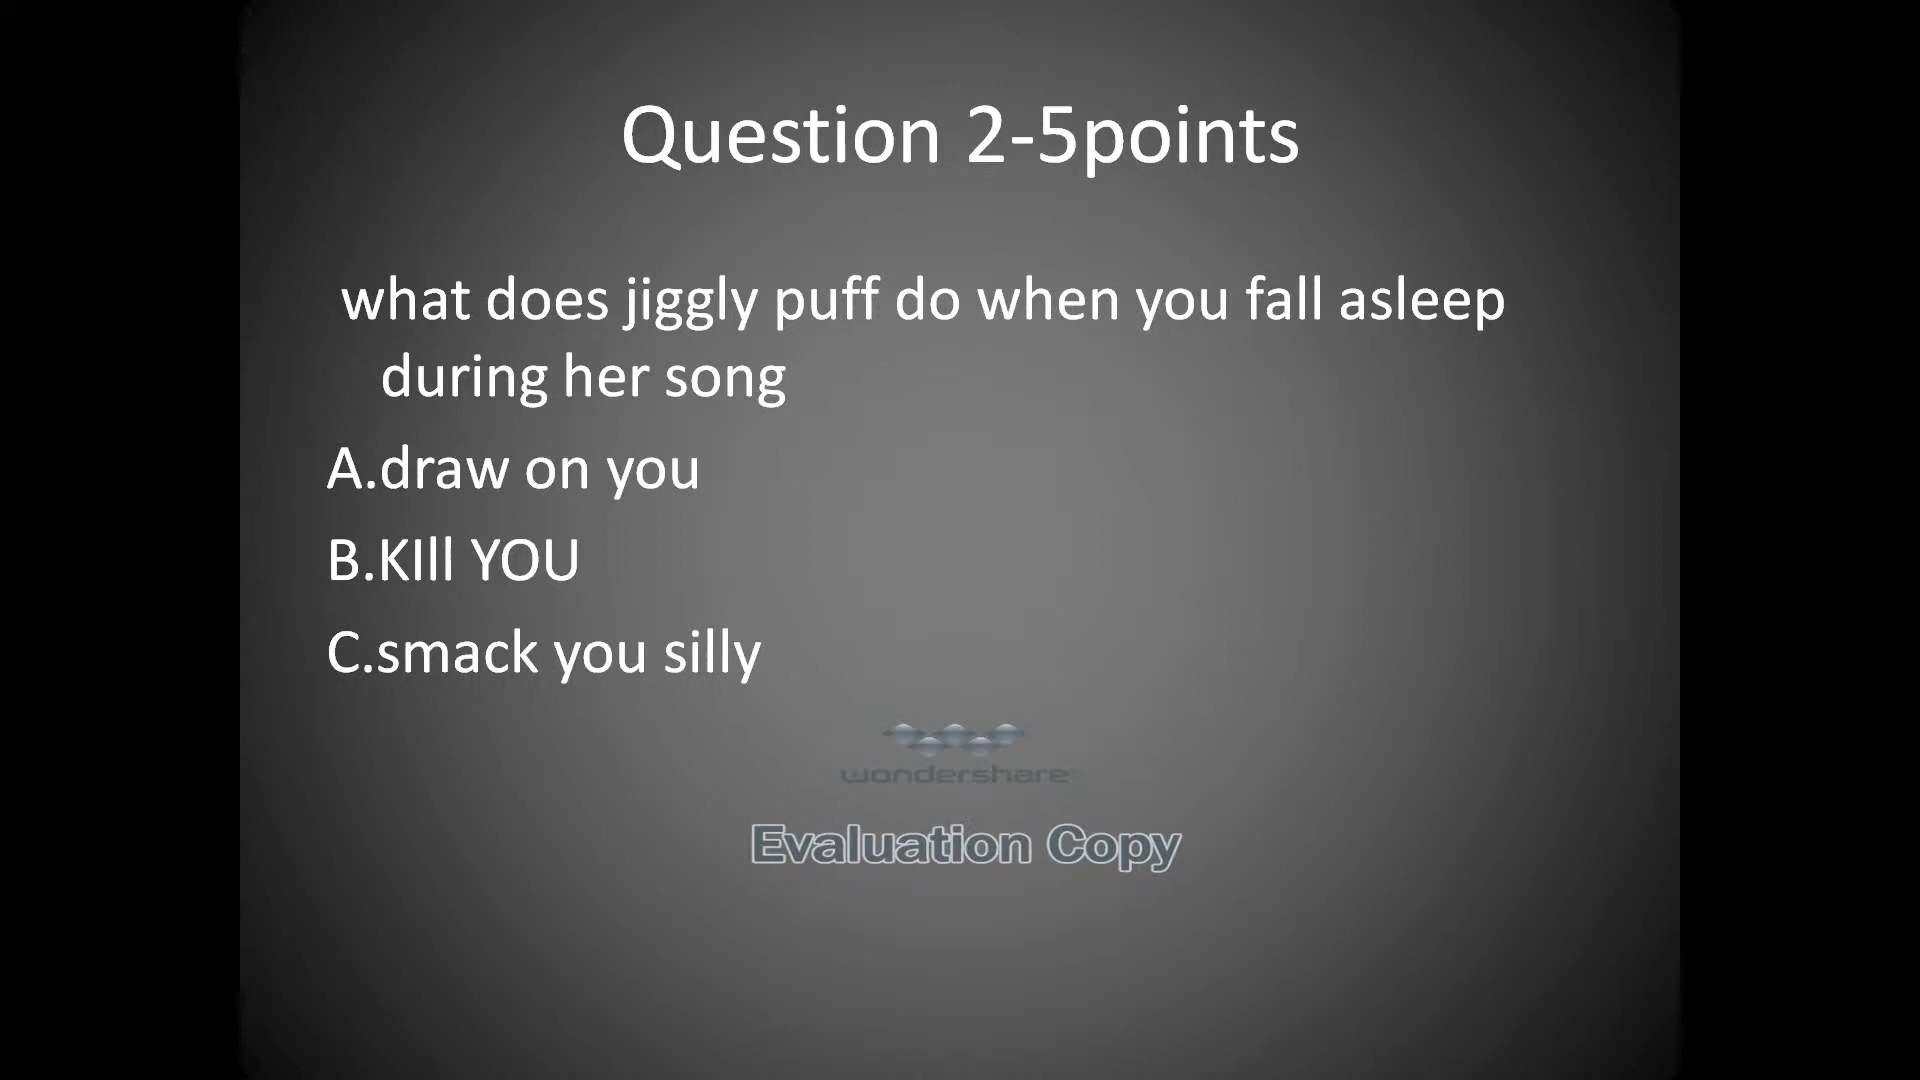 Question 2-5points
what does jiggly puff do when you fall asleep
during her song
A.draw on you
B.KIll YOU
C.smack you silly
wondershare
Evaluation Copy